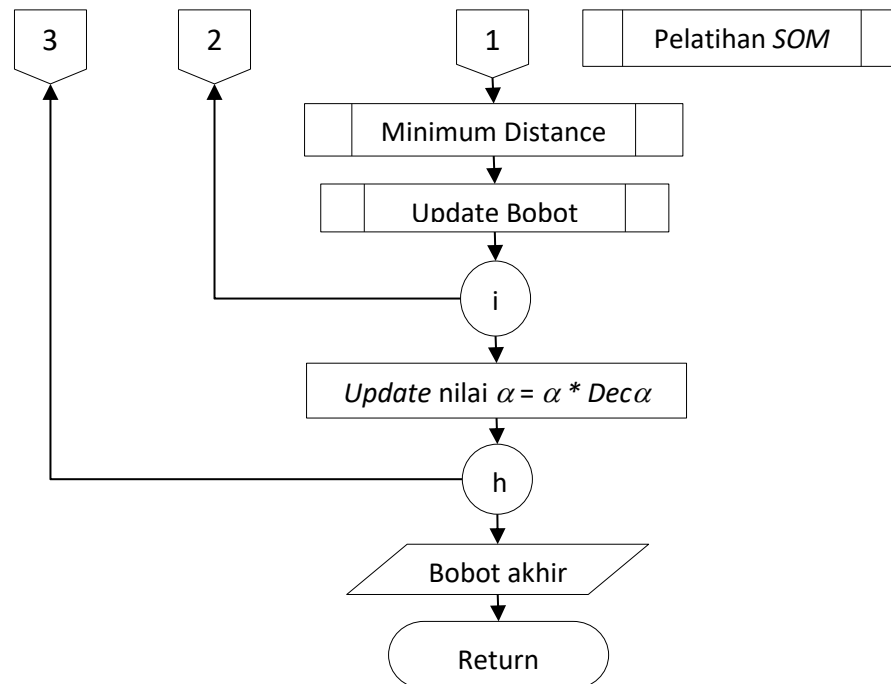 3
2
1
Pelatihan SOM
Minimum Distance
Update Bobot
i
Update nilai α = α * Decα
h
Bobot akhir
Return